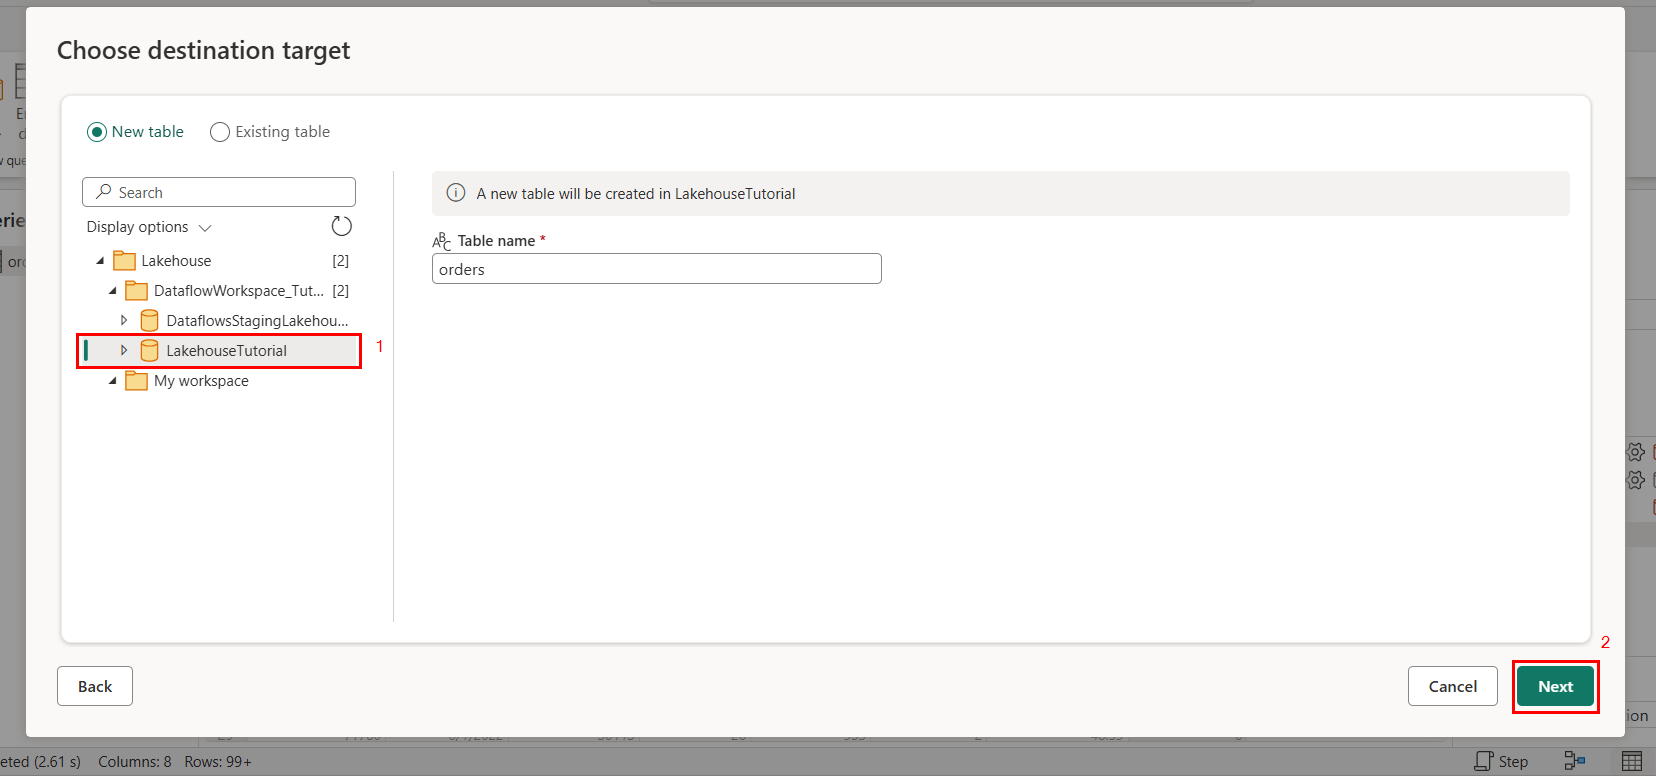 Choose destination target
New table
Existing table
Search
Display options
Lakehouse [2]
DataflowWorkspace_Tut... [2]
DataflowsStagingLakehou...
LakehouseTutorial
1
My workspace
A new table will be created in LakehouseTutorial
ABC Table name *
orders
2
Back
Cancel
Next
eted (2.61 s) Columns: 8 Rows: 99+
Step